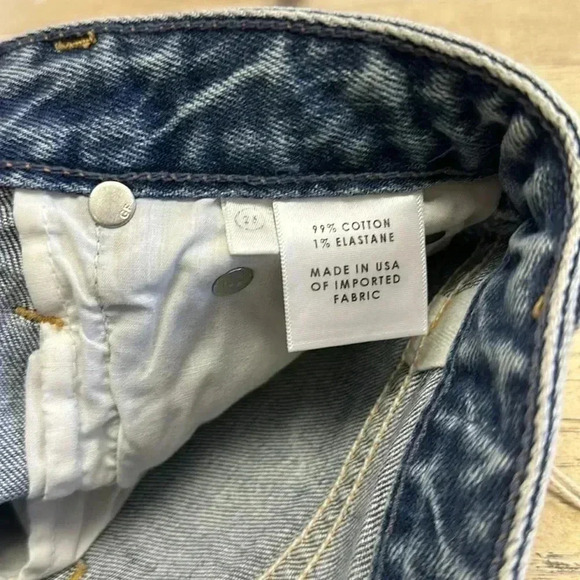 99% COTTON
1% ELASTANE
MADE IN USA
OF IMPORTED
FABRIC